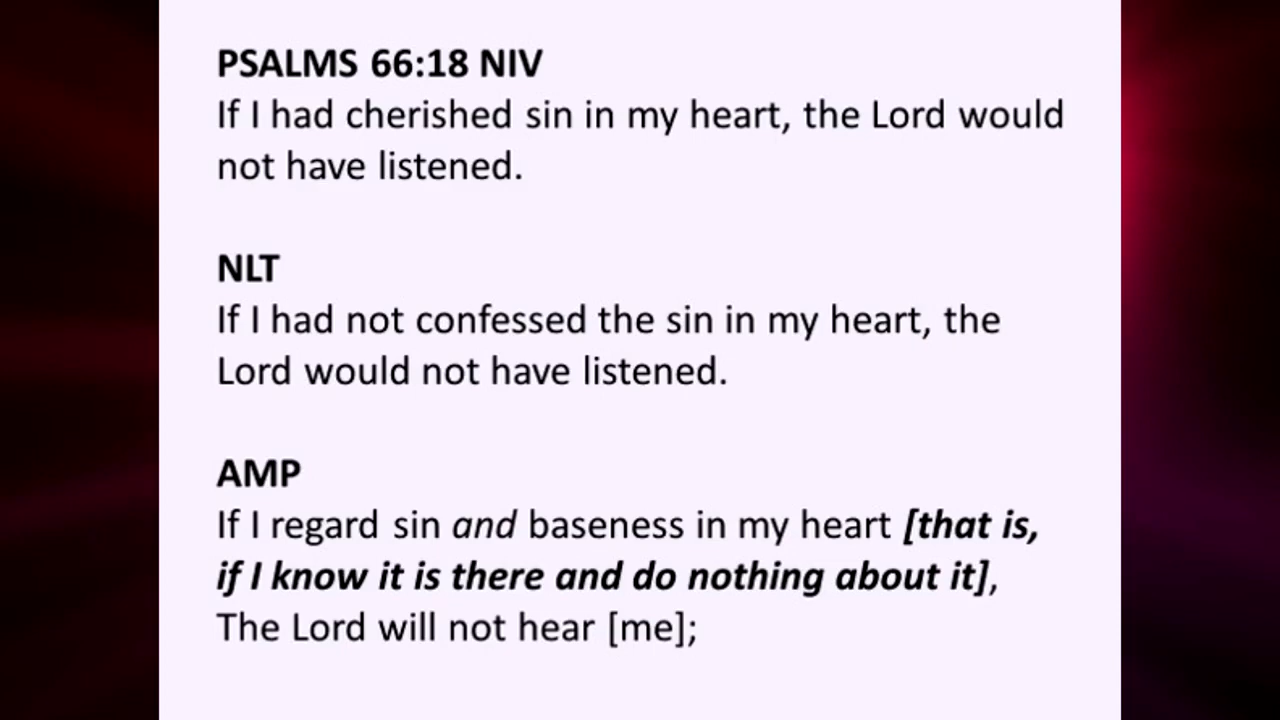 PSALMS 66:18 NIV
If I had cherished sin in my heart, the Lord would
not have listened.
NLT
If I had not confessed the sin in my heart, the
Lord would not have listened.
AMP
If I regard sin and baseness in my heart [that is,
if I know it is there and do nothing about it],
The Lord will not hear [me];